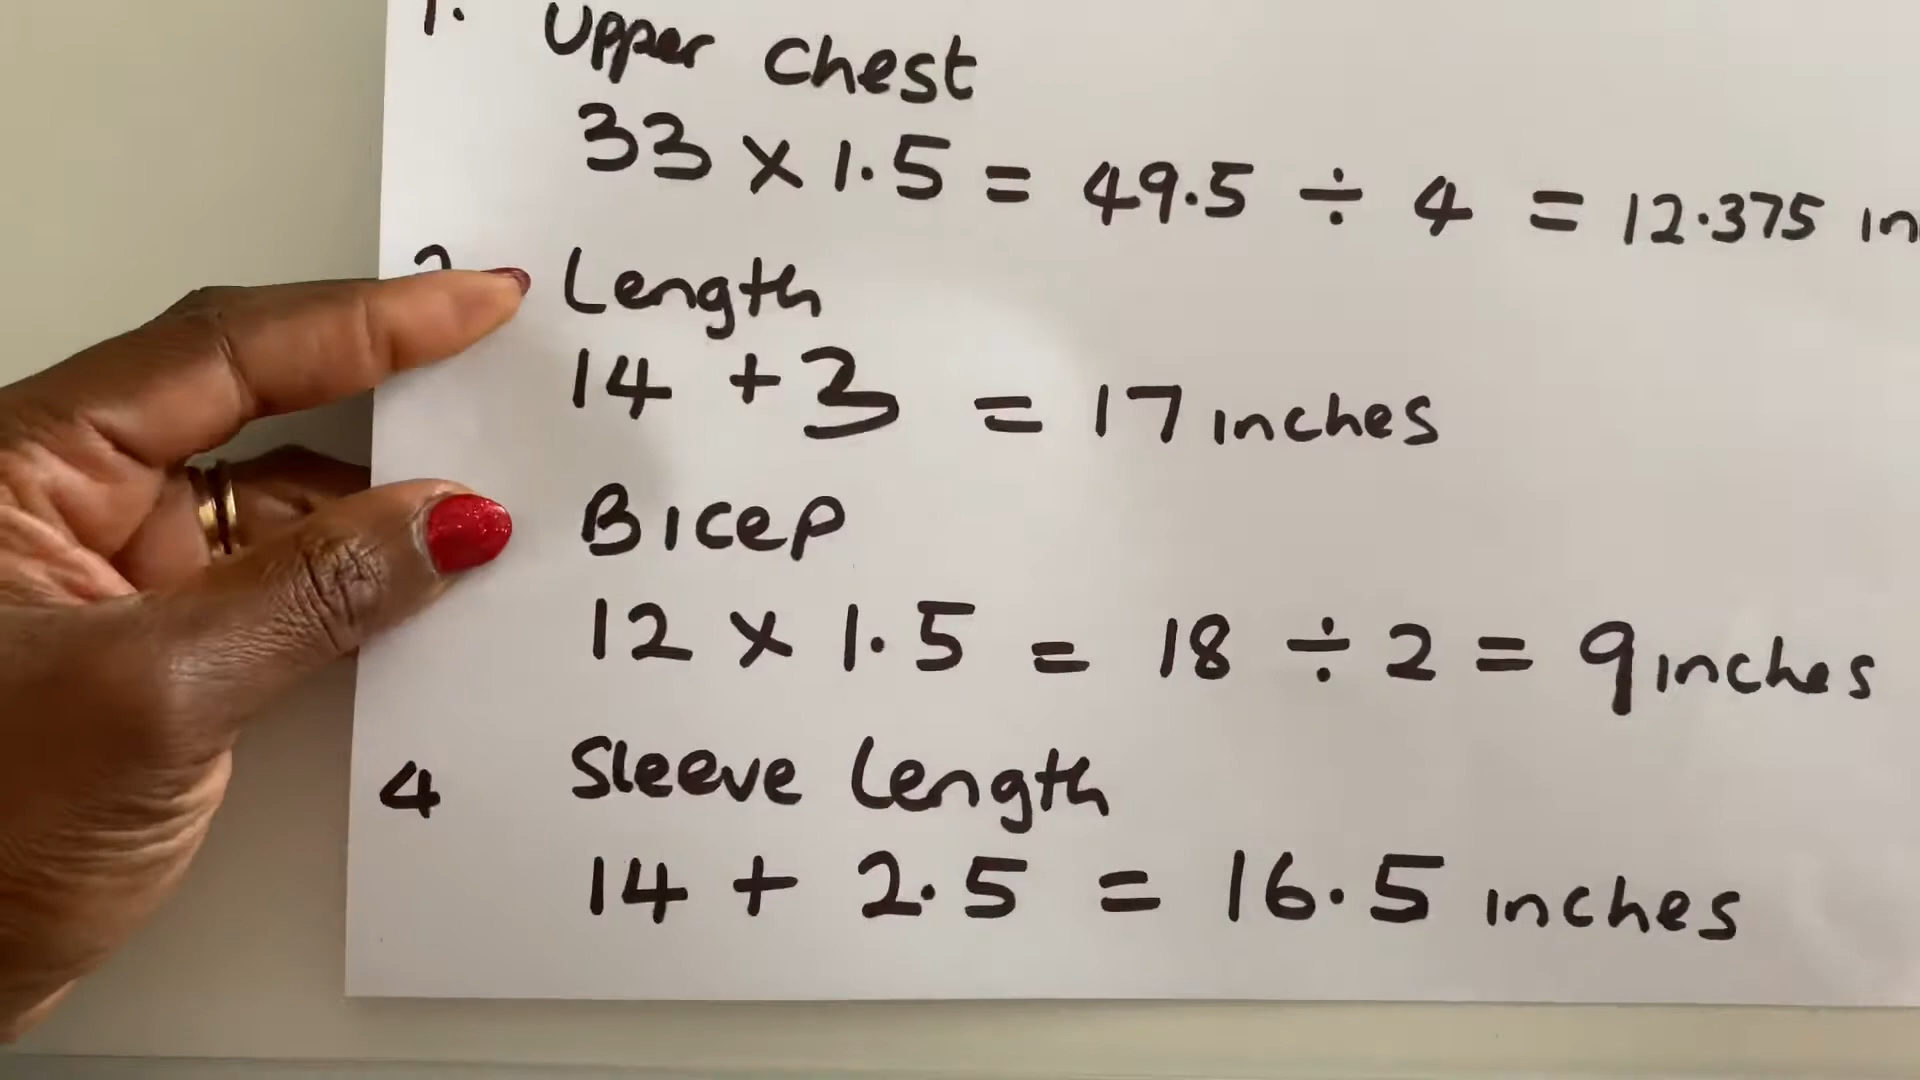 1. Upper Chest
33 × 1.5 = 49.5 ÷ 4 = 12.375 in
2 Length
14 + 3 = 17 inches
Bicep
12 × 1.5 = 18 ÷ 2 = 9 inches
4 Sleeve Length
14 + 2.5 = 16.5 inches